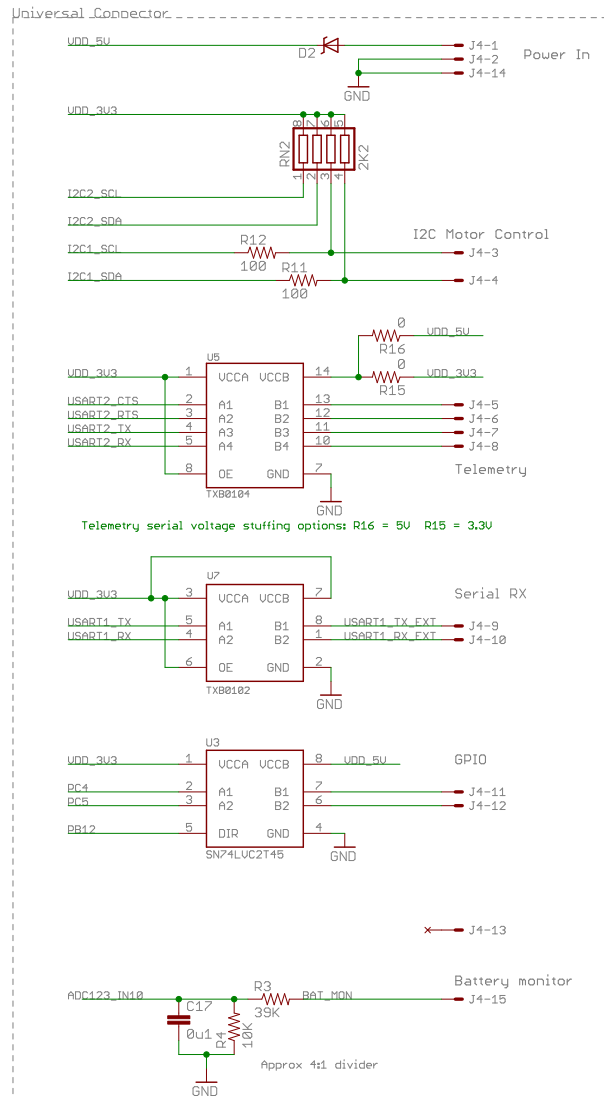 Universal Connector
VDD_5V
D2
J4-1
J4-2
J4-14
Power In
GND
VDD_3V3
8 7 6 5
RN2
2K2
1 2 3 4
I2C2_SCL
I2C2_SDA
I2C1_SCL
R12
100
I2C Motor Control
J4-3
I2C1_SDA
R11
100
J4-4
0
R16
VDD_5V
0
R15
VDD_3V3
U5
VDD_3V3 1 VCCA VCCB 14
USART2_CTS 2 A1 B1 13 J4-5
USART2_RTS 3 A2 B2 12 J4-6
USART2_TX 4 A3 B3 11 J4-7
USART2_RX 5 A4 B4 10 J4-8
8 OE GND 7
Telemetry
TXB0104
GND
Telemetry serial voltage stuffing options: R16 = 5V R15 = 3.3V
U7
Serial RX
VDD_3V3 3 VCCA VCCB 7
USART1_TX 5 A1 B1 8 USART1_TX_EXT J4-9
USART1_RX 4 A2 B2 1 USART1_RX_EXT J4-10
6 OE GND 2
TXB0102
GND
U3
GPIO
VDD_3V3 1 VCCA VCCB 8 VDD_5V
PC4 2 A1 B1 7 J4-11
PC5 3 A2 B2 6 J4-12
PB12 5 DIR GND 4
SN74LVC2T45
GND
J4-13
Battery monitor
ADC123_IN10
C17
0u1
R4
10K
R3
39K
BAT_MON
J4-15
Approx 4:1 divider
GND